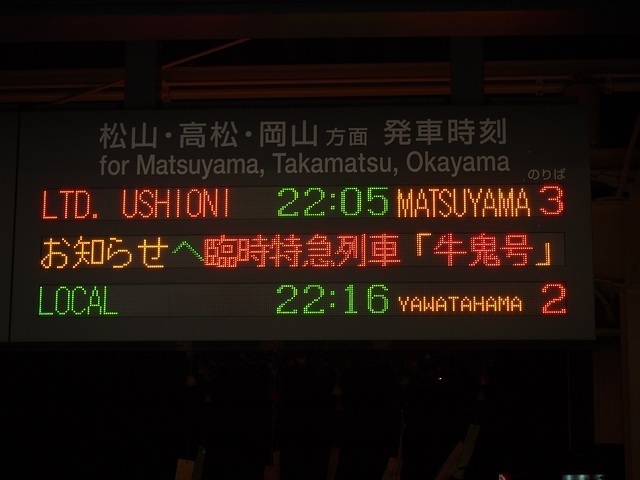 松山・高松・岡山方面 発車時刻
for Matsuyama, Takamatsu, Okayama
のりば
LTD. USHIONI 22:05 MATSUYAMA 3
お知らせへ臨時特急列車「牛鬼号」
LOCAL 22:16 YAWATAHAMA 2